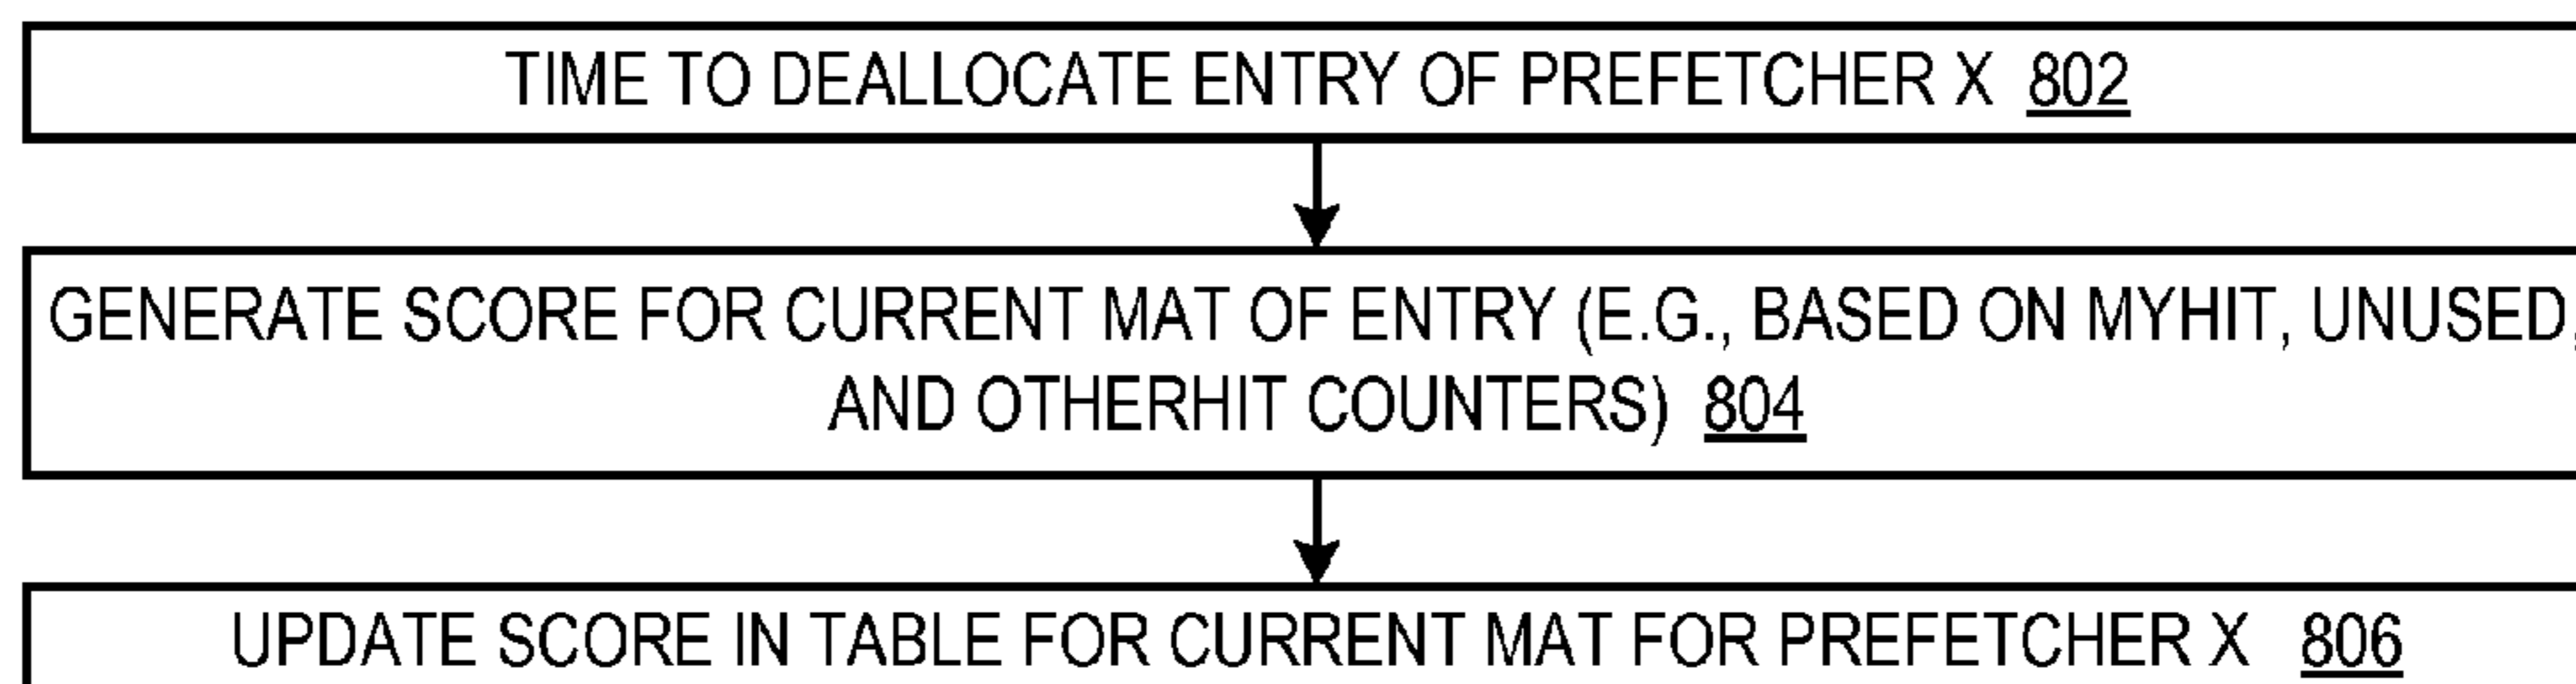 TIME TO DEALLOCATE ENTRY OF PREFETCHER X 802
GENERATE SCORE FOR CURRENT MAT OF ENTRY (E.G., BASED ON MYHIT, UNUSED,
AND OTHERHIT COUNTERS) 804
UPDATE SCORE IN TABLE FOR CURRENT MAT FOR PREFETCHER X 806